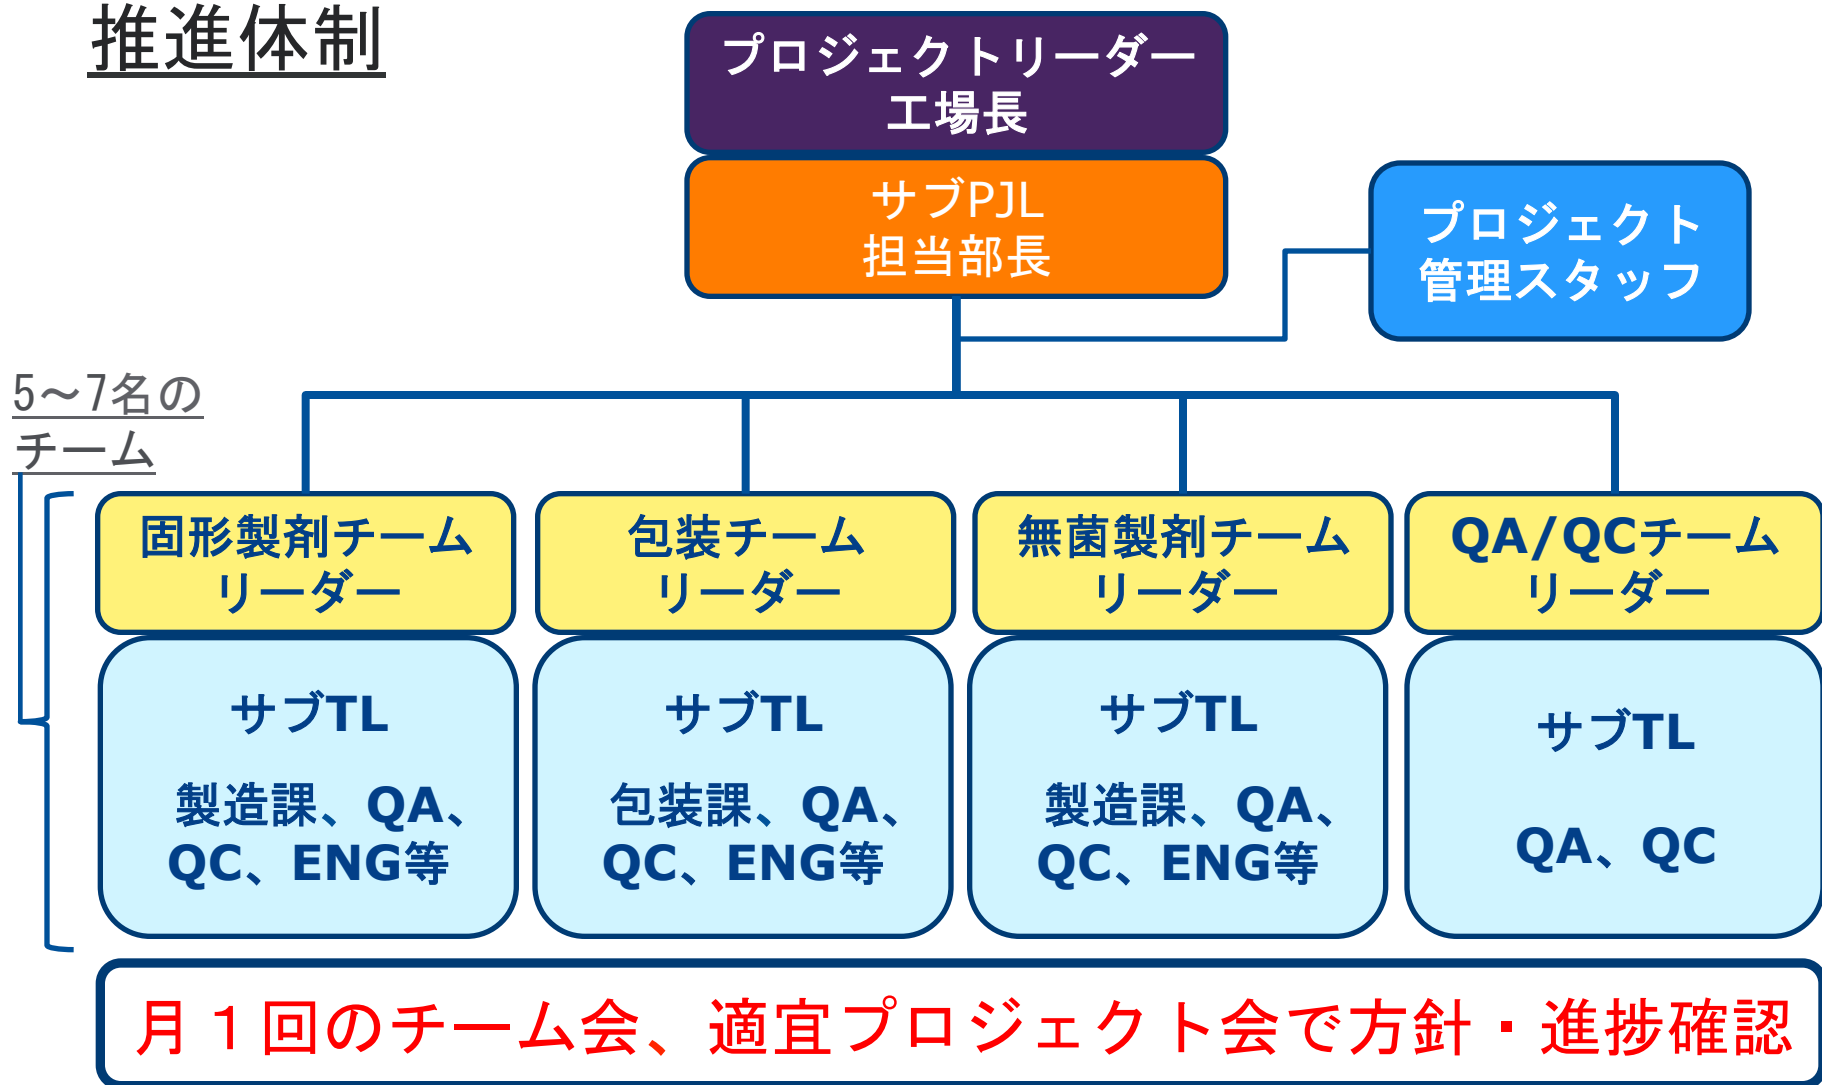 推進体制
プロジェクトリーダー
工場長
サブPJL
担当部長
プロジェクト
管理スタッフ
5～7名の
チーム
固形製剤チーム
リーダー
包装チーム
リーダー
無菌製剤チーム
リーダー
QA/QCチーム
リーダー
サブTL
製造課、QA、
QC、ENG等
サブTL
包装課、QA、
QC、ENG等
サブTL
製造課、QA、
QC、ENG等
サブTL
QA、QC
月１回のチーム会、適宜プロジェクト会で方針・進捗確認